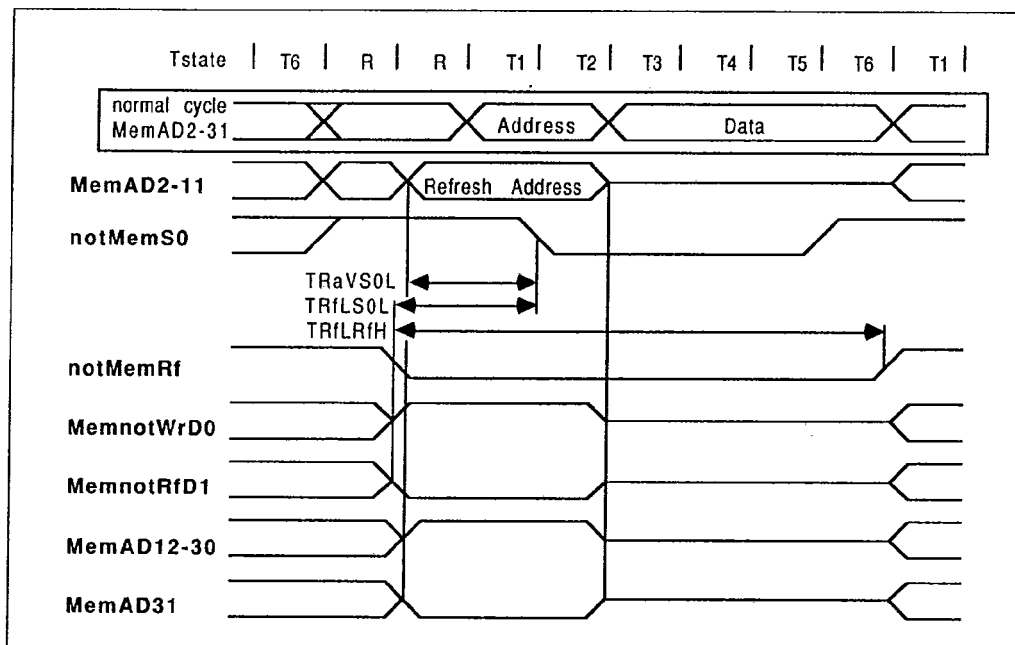 Tstate | T6 | R | R | T1 | T2 | T3 | T4 | T5 | T6 | T1 |
normal cycle
MemAD2-31 Address Data
MemAD2-11 Refresh Address
notMemS0
TRaVS0L
TRfLS0L
TRfLRfH
notMemRf
MemnotWrD0
MemnotRfD1
MemAD12-30
MemAD31